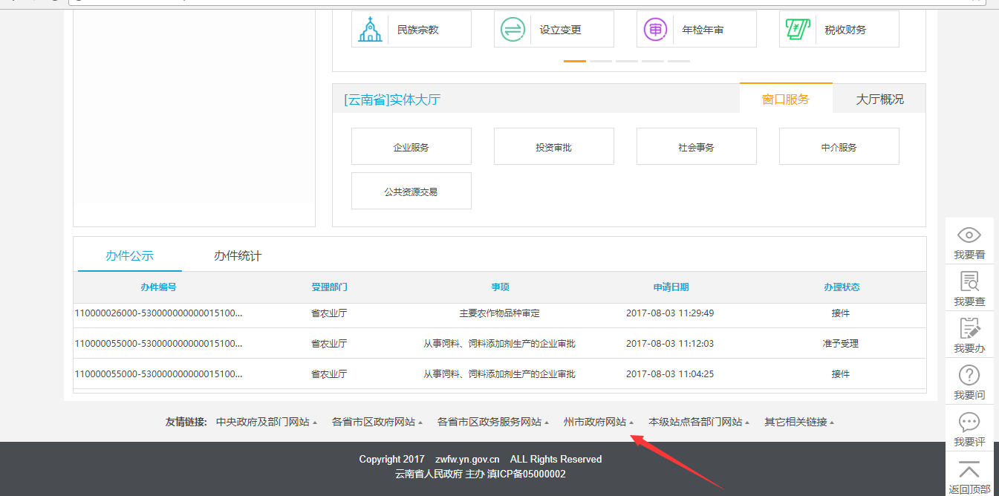 民族宗教 设立变更 年检年审 税收财务
[云南省]实体大厅 窗口服务 大厅概况
企业服务 投资审批 社会事务 中介服务
公共资源交易
办件公示 办件统计
办件编号 受理部门 事项 申请日期 办理状态
110000026000-530000000000015100... 省农业厅 主要农作物品种审定 2017-08-03 11:29:49 接件
110000055000-530000000000015100... 省农业厅 从事饲料、饲料添加剂生产的企业审批 2017-08-03 11:12:03 准予受理
110000055000-530000000000015100... 省农业厅 从事饲料、饲料添加剂生产的企业审批 2017-08-03 11:04:25 接件
友情链接: 中央政府及部门网站 各省市区政府网站 各省市区政务服务网站 州市政府网站 本级站点各部门网站 其它相关链接
Copyright 2017 zwfw.yn.gov.cn ALL Rights Reserved
云南省人民政府 主办 滇ICP备05000002
我要看
我要查
我要办
我要问
我要评
返回顶部